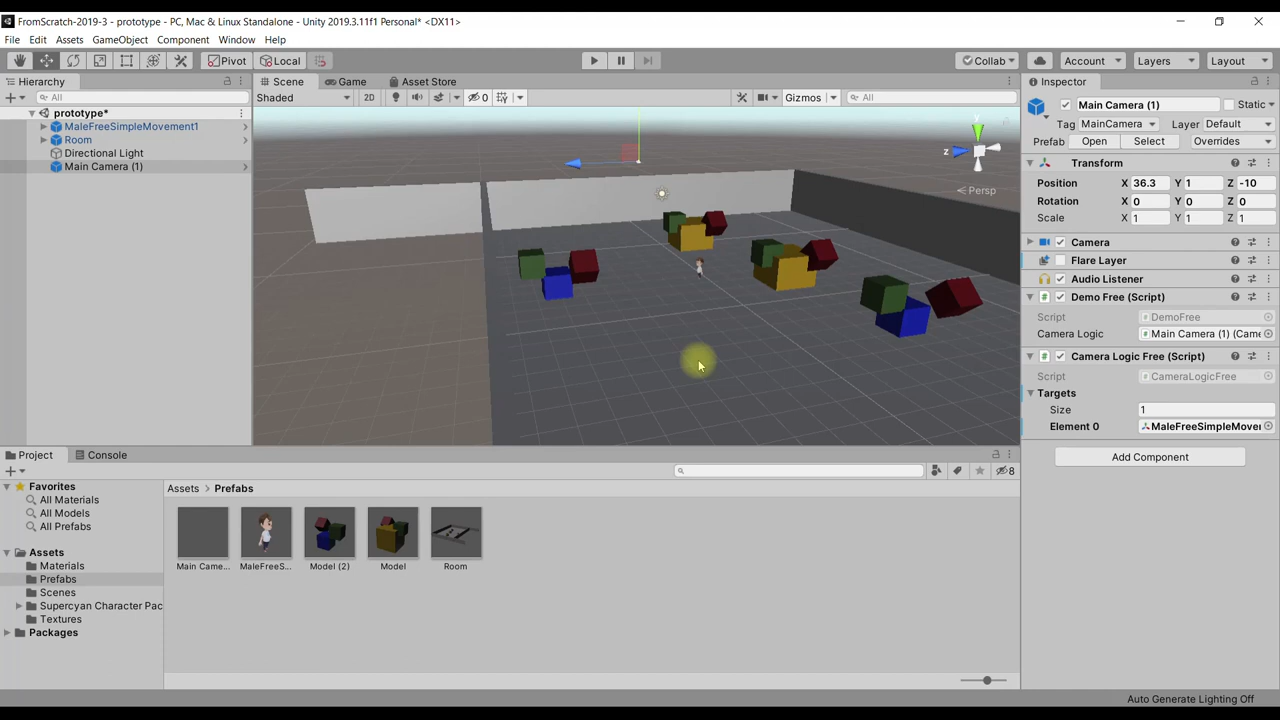 FromScratch-2019-3 - prototype - PC, Mac & Linux Standalone - Unity 2019.3.11f1 Personal* <DX11>
File Edit Assets GameObject Component Window Help
Pivot Local Collab Account Layers Layout
Hierarchy
All
prototype*
MaleFreeSimpleMovement1
Room
Directional Light
Main Camera (1)
Scene Game Asset Store
Shaded 2D 0 Gizmos All
y
z
Persp
Inspector
Main Camera (1) Static
Tag MainCamera Layer Default
Prefab Open Select Overrides
Transform
Position X 36.3 Y 1 Z -10
Rotation X 0 Y 0 Z 0
Scale X 1 Y 1 Z 1
Camera
Flare Layer
Audio Listener
Demo Free (Script)
Script DemoFree
Camera Logic Main Camera (1) (Came
Camera Logic Free (Script)
Script CameraLogicFree
Targets
Size 1
Element 0 MaleFreeSimpleMover
Add Component
Project Console
8
Favorites
All Materials
All Models
All Prefabs
Assets
Materials
Prefabs
Scenes
Supercyan Character Pac
Textures
Packages
Assets > Prefabs
Main Came... MaleFreeS... Model (2) Model Room
Auto Generate Lighting Off